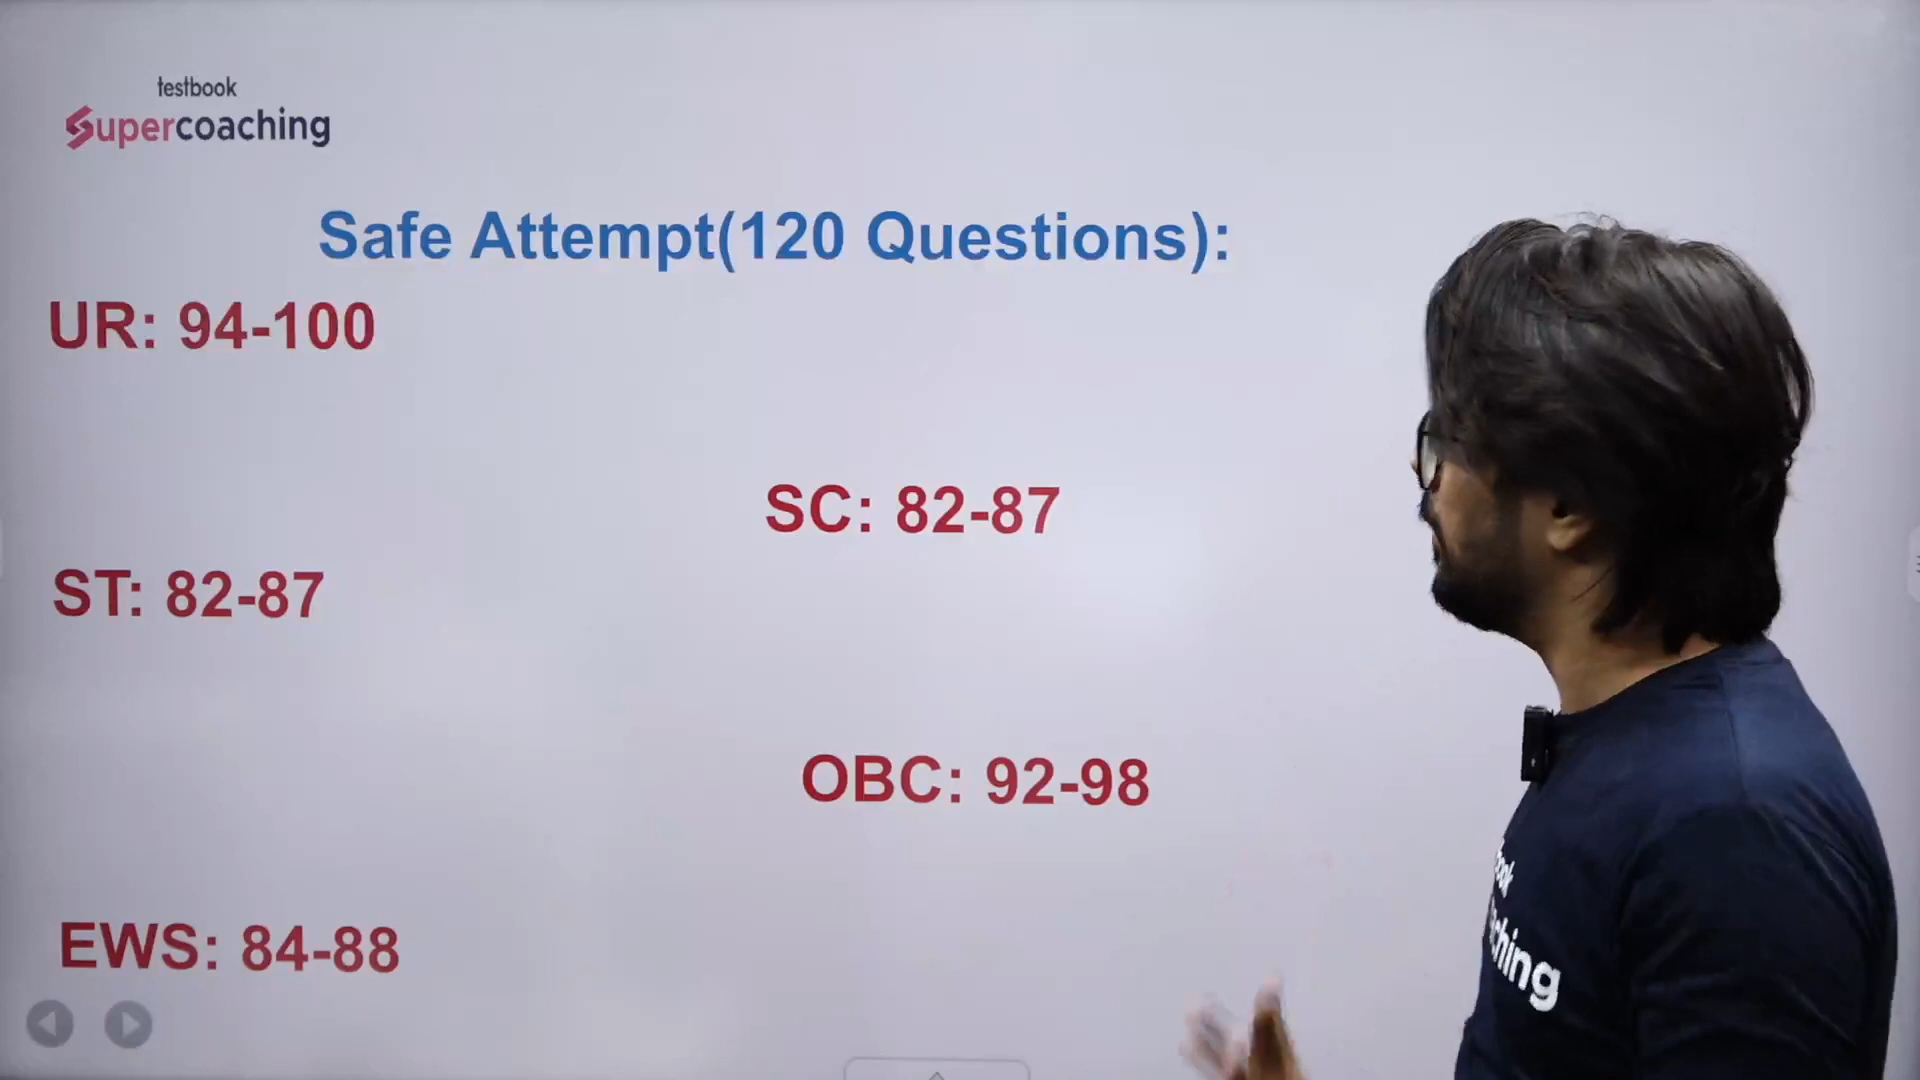 testbook
Supercoaching
Safe Attempt(120 Questions):
UR: 94-100
SC: 82-87
ST: 82-87
OBC: 92-98
EWS: 84-88